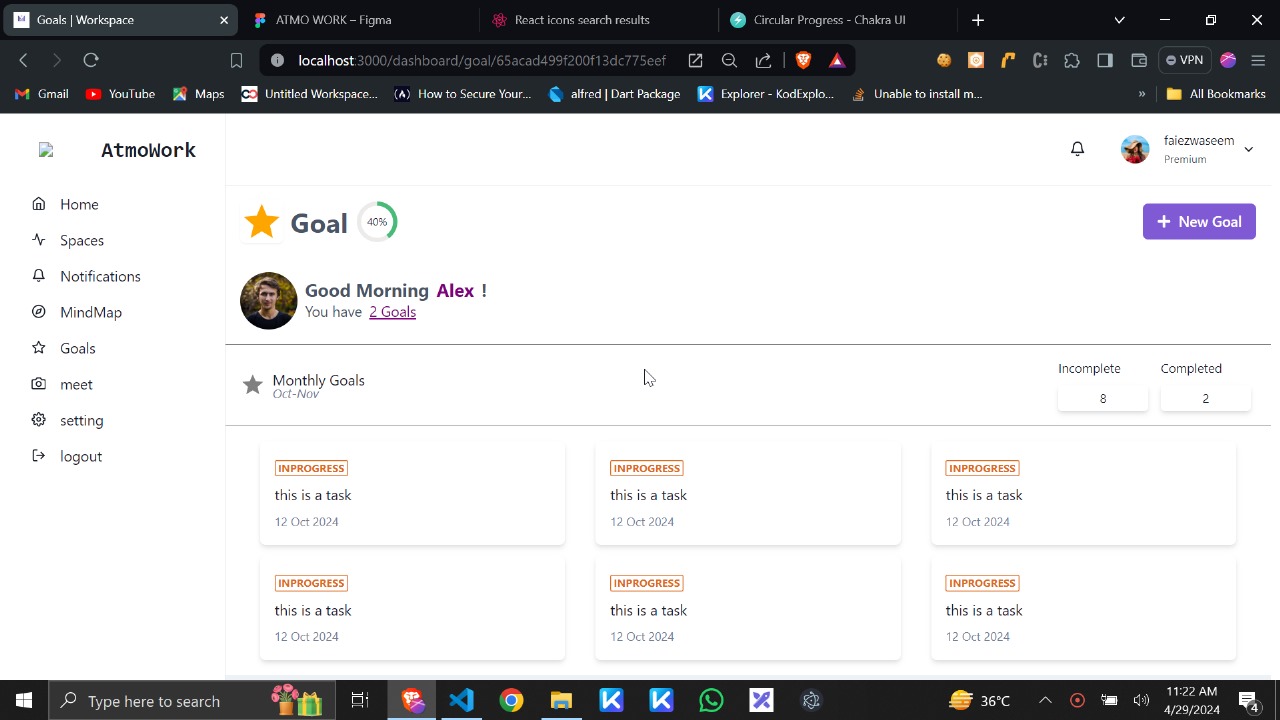 Goals | Workspace
ATMO WORK – Figma
React icons search results
Circular Progress - Chakra UI
localhost:3000/dashboard/goal/65acad499f200f13dc775eef
VPN
Gmail
YouTube
Maps
Untitled Workspace...
How to Secure Your...
alfred | Dart Package
Explorer - KodExplo...
Unable to install m...
»
All Bookmarks
AtmoWork
Home
Spaces
Notifications
MindMap
Goals
meet
setting
logout
faiezwaseem
Premium
Goal
40%
+ New Goal
Good Morning Alex !
You have 2 Goals
Monthly Goals
Oct-Nov
Incomplete
8
Completed
2
INPROGRESS
this is a task
12 Oct 2024
INPROGRESS
this is a task
12 Oct 2024
INPROGRESS
this is a task
12 Oct 2024
INPROGRESS
this is a task
12 Oct 2024
INPROGRESS
this is a task
12 Oct 2024
INPROGRESS
this is a task
12 Oct 2024
Type here to search
36°C
11:22 AM
4/29/2024
4